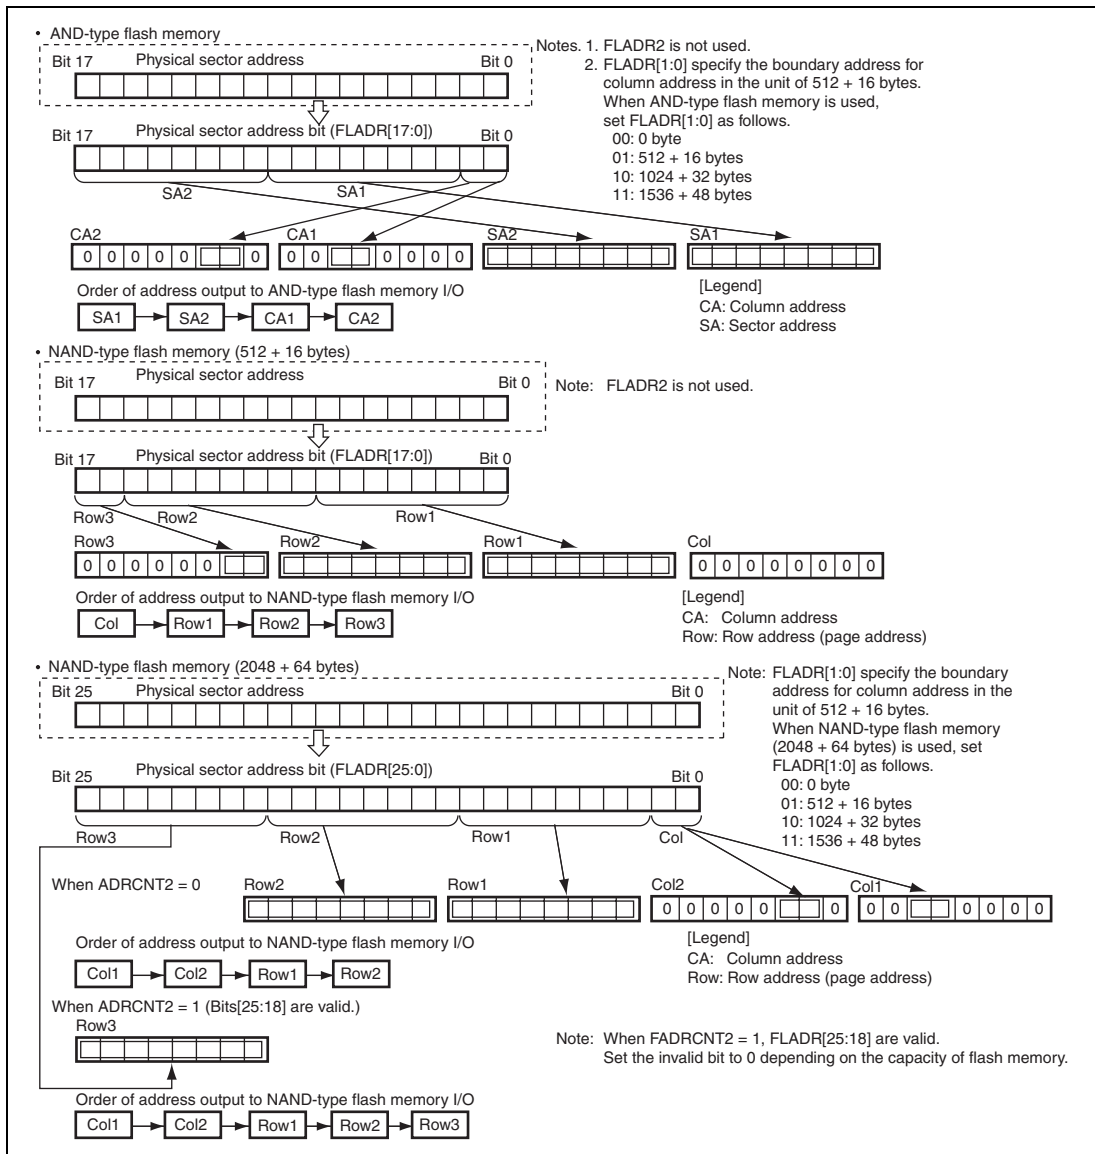 • AND-type flash memory
Bit 17 Physical sector address Bit 0
Notes. 1. FLADR2 is not used.
2. FLADR[1:0] specify the boundary address for
column address in the unit of 512 + 16 bytes.
When AND-type flash memory is used,
set FLADR[1:0] as follows.
00: 0 byte
01: 512 + 16 bytes
10: 1024 + 32 bytes
11: 1536 + 48 bytes
Bit 17 Physical sector address bit (FLADR[17:0]) Bit 0
SA2 SA1
CA2 CA1 SA2 SA1
0 0 0 0 0 0 0 0 0 0 0 0
Order of address output to AND-type flash memory I/O
SA1 SA2 CA1 CA2
[Legend]
CA: Column address
SA: Sector address
• NAND-type flash memory (512 + 16 bytes)
Bit 17 Physical sector address Bit 0
Note: FLADR2 is not used.
Bit 17 Physical sector address bit (FLADR[17:0]) Bit 0
Row3 Row2 Row1
Row3 Row2 Row1 Col
0 0 0 0 0 0 0 0 0 0 0 0 0 0
Order of address output to NAND-type flash memory I/O
Col Row1 Row2 Row3
[Legend]
CA: Column address
Row: Row address (page address)
• NAND-type flash memory (2048 + 64 bytes)
Bit 25 Physical sector address Bit 0
Note: FLADR[1:0] specify the boundary
address for column address in the
unit of 512 + 16 bytes.
When NAND-type flash memory
(2048 + 64 bytes) is used, set
FLADR[1:0] as follows.
00: 0 byte
01: 512 + 16 bytes
10: 1024 + 32 bytes
11: 1536 + 48 bytes
Bit 25 Physical sector address bit (FLADR[25:0]) Bit 0
Row3 Row2 Row1 Col
When ADRCNT2 = 0
Row2 Row1 Col2 Col1
0 0 0 0 0 0 0 0 0 0 0 0
Order of address output to NAND-type flash memory I/O
Col1 Col2 Row1 Row2
[Legend]
CA: Column address
Row: Row address (page address)
When ADRCNT2 = 1 (Bits[25:18] are valid.)
Row3
Note: When FADRCNT2 = 1, FLADR[25:18] are valid.
Set the invalid bit to 0 depending on the capacity of flash memory.
Order of address output to NAND-type flash memory I/O
Col1 Col2 Row1 Row2 Row3